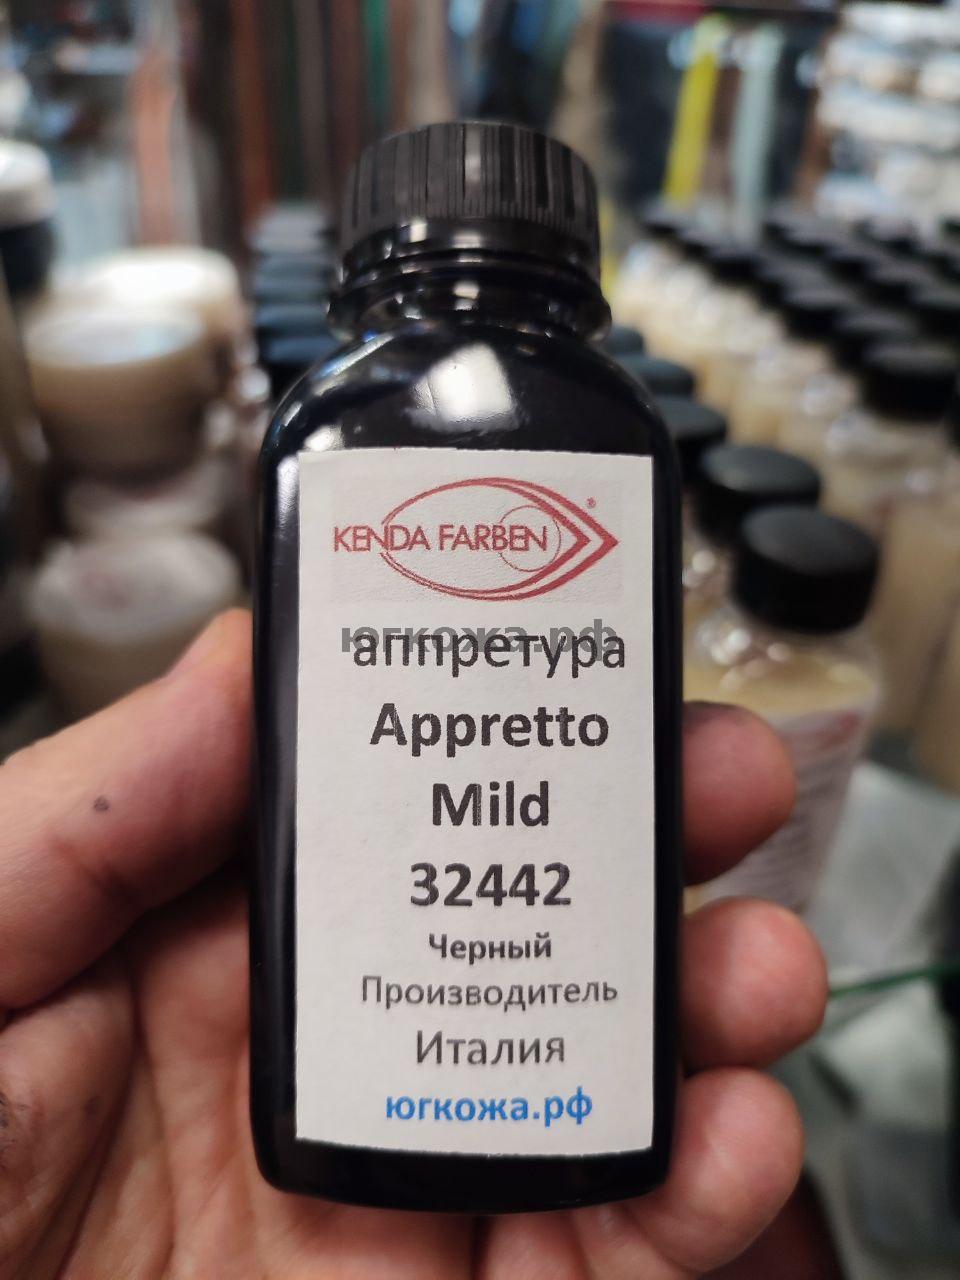 KENDA FARBEN
®
югкожа.рф
аппретура
Appretto
Mild
32442
Черный
Производитель
Италия
югкожа.рф